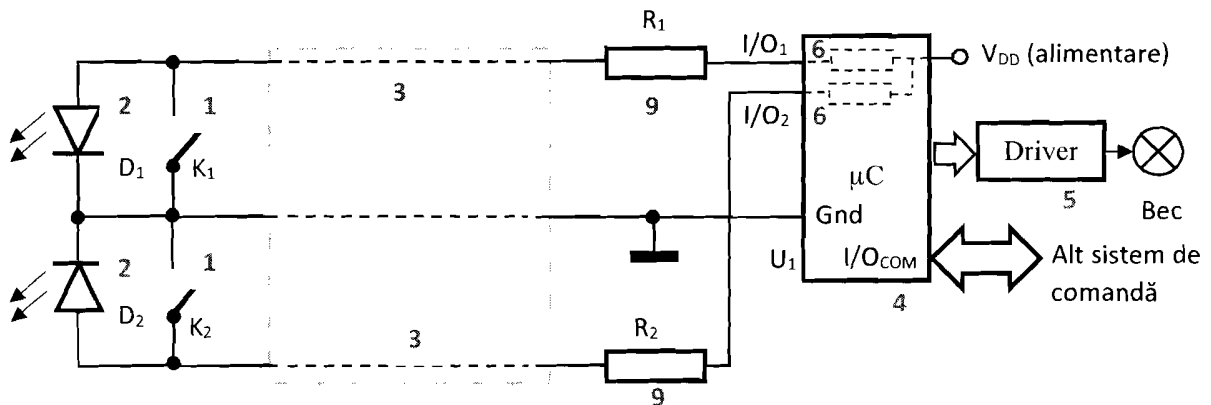 R₁
I/O₁
6
V_DD (alimentare)
2
1
3
9
I/O₂
6
D₁
K₁
Driver
µC
5
Bec
Gnd
2
1
U₁
I/O_COM
Alt sistem de
comandă
4
D₂
K₂
3
R₂
9